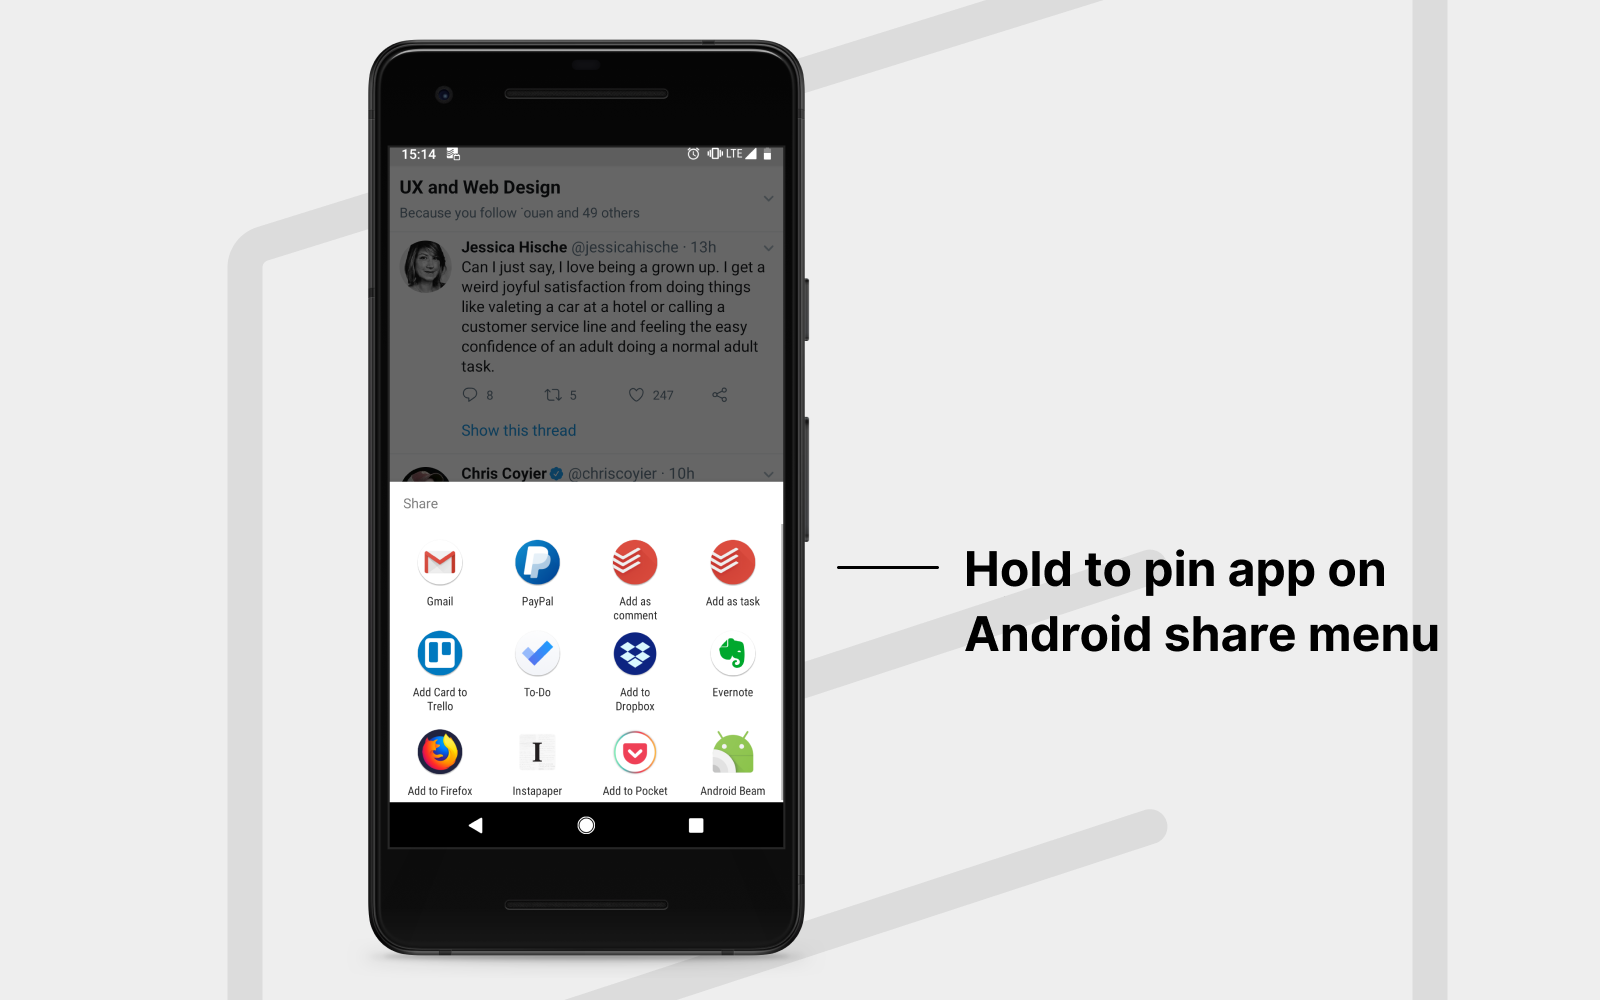 15:14 LTE
UX and Web Design
Because you follow ˙ouǝn and 49 others
Jessica Hische @jessicahische · 13h
Can I just say, I love being a grown up. I get a
weird joyful satisfaction from doing things
like valeting a car at a hotel or calling a
customer service line and feeling the easy
confidence of an adult doing a normal adult
task.
8 5 247
Show this thread
Chris Coyier @chriscoyier · 10h
Share
Gmail PayPal Add as comment Add as task
Add Card to Trello To-Do Add to Dropbox Evernote
I
Add to Firefox Instapaper Add to Pocket Android Beam
Hold to pin app on
Android share menu